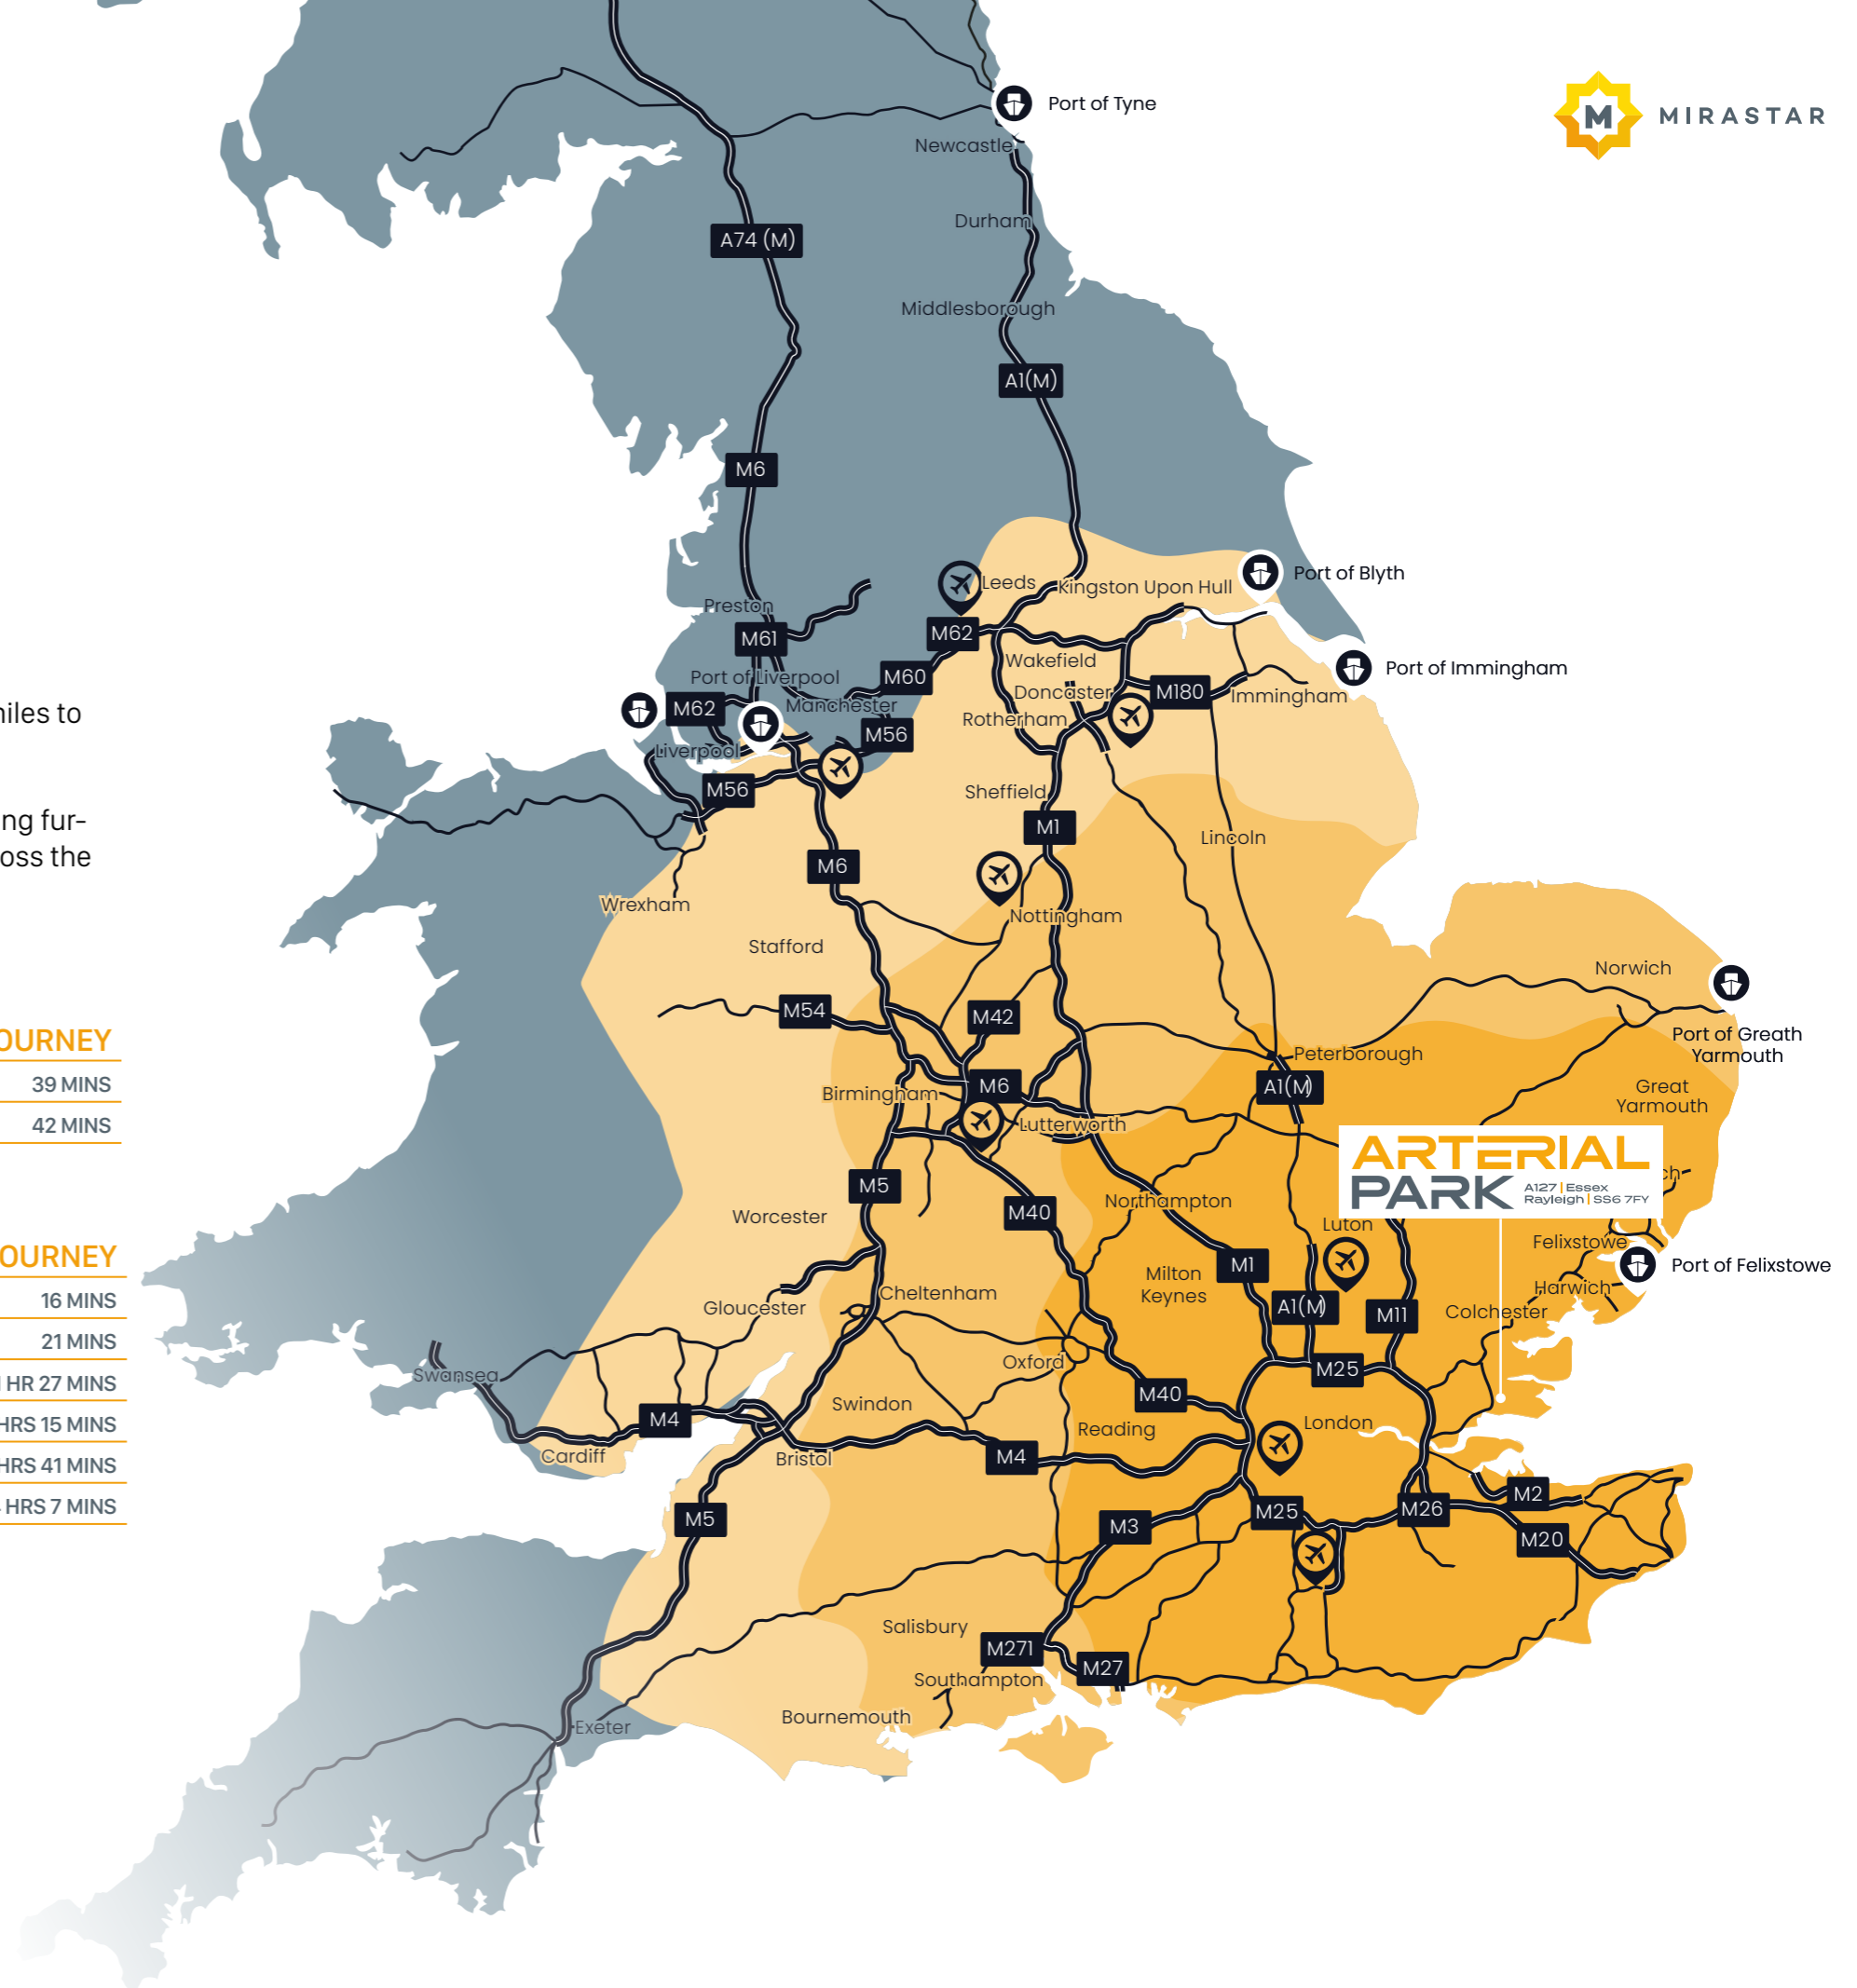 MIRASTAR
M
Port of Tyne
Newcastle
Durham
A74 (M)
Middlesborough
A1(M)
M6
Leeds
Kingston Upon Hull
Port of Blyth
Preston
M61
M62
Wakefield
Port of Immingham
Port of Liverpool
M60
Doncaster
M180
Immingham
M62
Manchester
Rotherham
M56
Liverpool
M56
Sheffield
M1
Lincoln
M6
Wrexham
Nottingham
Stafford
Norwich
M54
M42
Port of Greath
Yarmouth
Peterborough
Birmingham
M6
A1(M)
Great
Yarmouth
Lutterworth
ARTERIAL
PARK
A127 | Essex
Rayleigh | SS6 7FY
ch
M5
Northampton
Worcester
M40
Luton
Felixstowe
Port of Felixstowe
M1
Milton
Keynes
Harwich
Cheltenham
Gloucester
A1(M)
M11
Colchester
Oxford
M25
Swansea
M40
Swindon
M4
Reading
London
Cardiff
Bristol
M4
M2
M5
M3
M25
M26
M20
Salisbury
M271
M27
Southampton
Bournemouth
Exeter
niles to
ng fur-
oss the
OURNEY
39 MINS
42 MINS
OURNEY
16 MINS
21 MINS
HR 27 MINS
HRS 15 MINS
HRS 41 MINS
HRS 7 MINS